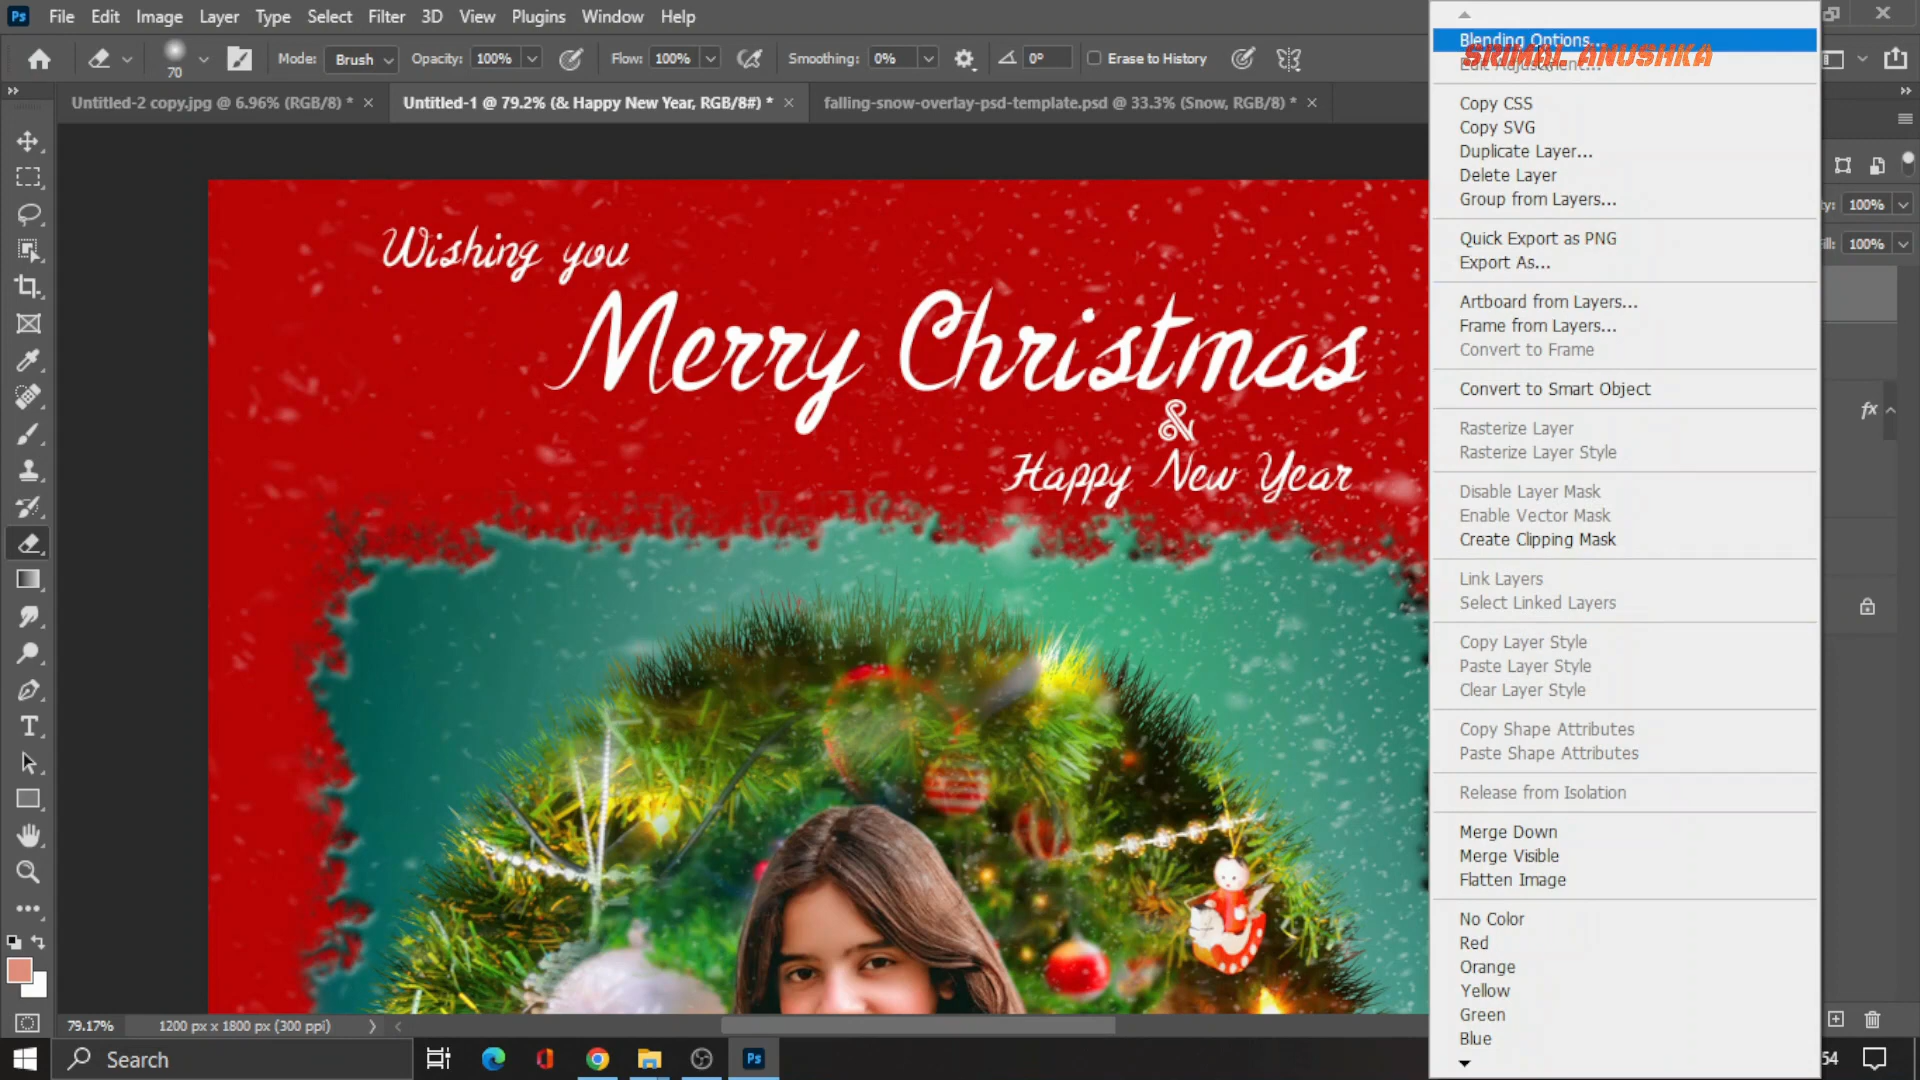 Ps File Edit Image Layer Type Select Filter 3D View Plugins Window Help
70 Mode: Brush Opacity: 100% Flow: 100% Smoothing: 0% 0° Erase to History
Untitled-2 copy.jpg @ 6.96% (RGB/8) *
Untitled-1 @ 79.2% (& Happy New Year, RGB/8#) *
falling-snow-overlay-psd-template.psd @ 33.3% (Snow, RGB/8) *
Wishing you
Merry Christmas
&
Happy New Year
Blending Options...
SRIMAL ANUSHKA
Edit Adjustment...
Copy CSS
Copy SVG
Duplicate Layer...
Delete Layer
Group from Layers...
Quick Export as PNG
Export As...
Artboard from Layers...
Frame from Layers...
Convert to Frame
Convert to Smart Object
Rasterize Layer
Rasterize Layer Style
Disable Layer Mask
Enable Vector Mask
Create Clipping Mask
Link Layers
Select Linked Layers
Copy Layer Style
Paste Layer Style
Clear Layer Style
Copy Shape Attributes
Paste Shape Attributes
Release from Isolation
Merge Down
Merge Visible
Flatten Image
No Color
Red
Orange
Yellow
Green
Blue
100%
100%
fx
79.17% 1200 px x 1800 px (300 ppi)
Search
Ps
54